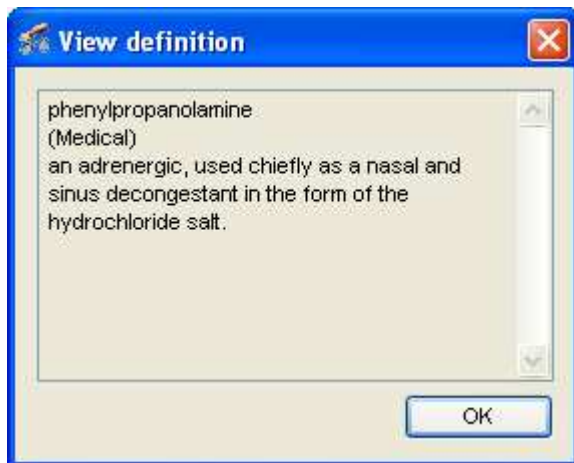 View definition
phenylpropanolamine
(Medical)
an adrenergic, used chiefly as a nasal and
sinus decongestant in the form of the
hydrochloride salt.
OK